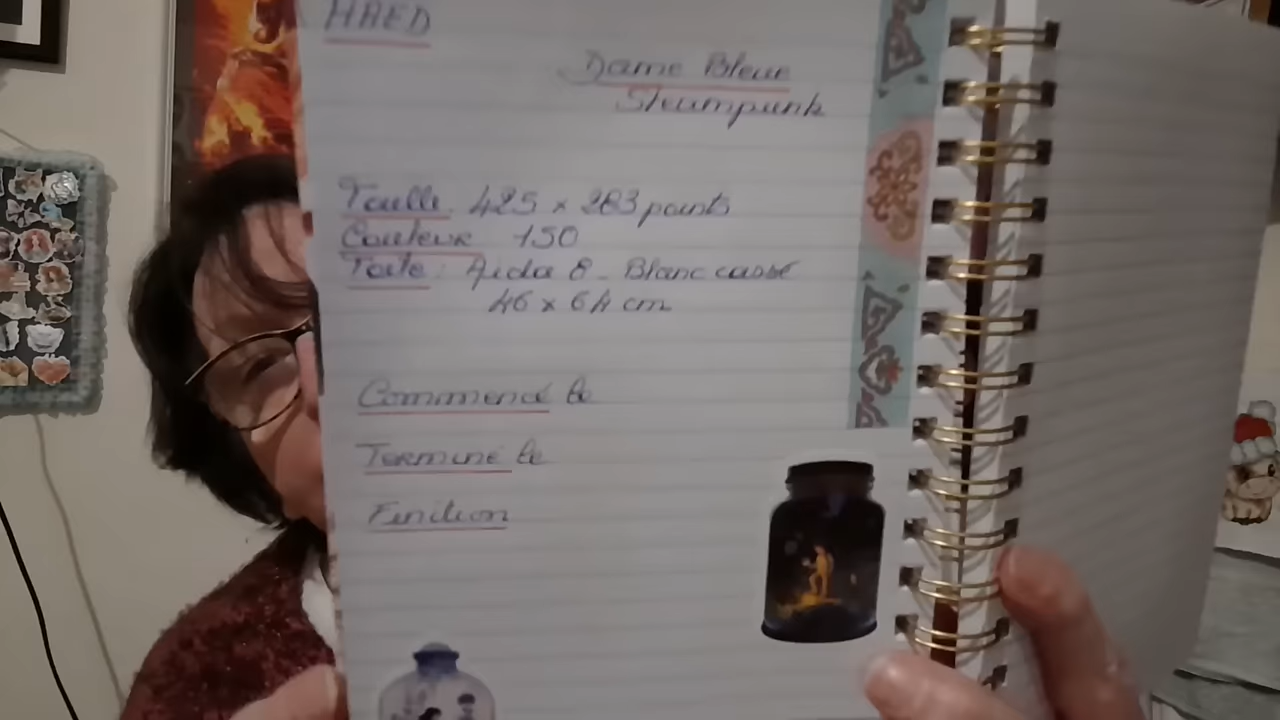 HAED
Dame Bleue
Steampunk
Taille : 425 x 283 points
Couleur 150
Toile : Aida 8 - Blanc cassé
46 x 64 cm
Commencé le
Terminé le
Finition